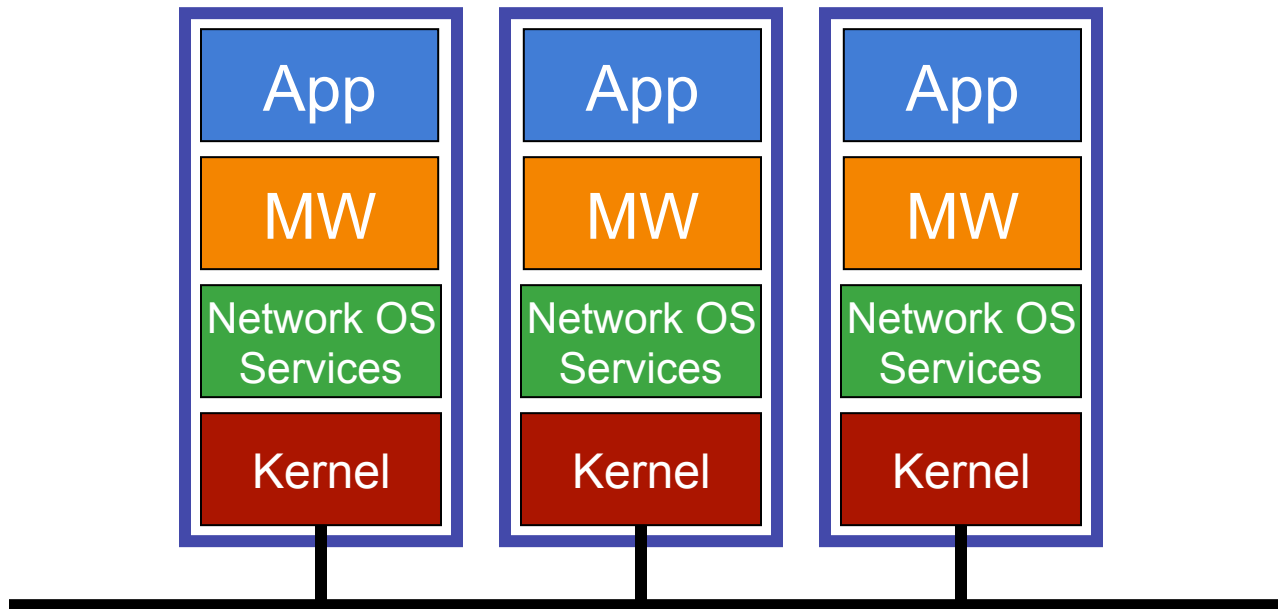 App
App
App
MW
MW
MW
Network OS
Services
Network OS
Services
Network OS
Services
Kernel
Kernel
Kernel